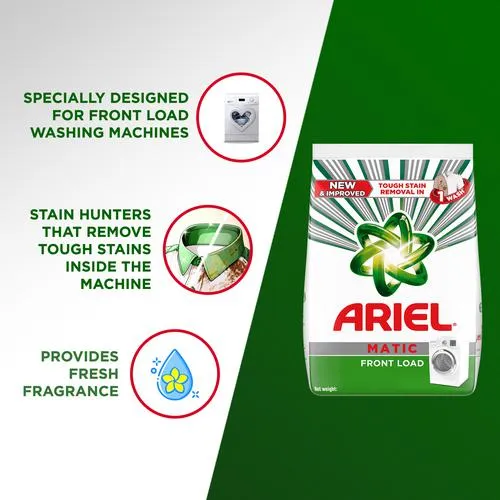 SPECIALLY DESIGNED
FOR FRONT LOAD
WASHING MACHINES
STAIN HUNTERS
THAT REMOVE
TOUGH STAINS
INSIDE THE
MACHINE
PROVIDES
FRESH
FRAGRANCE
NEW
& IMPROVED
TOUGH STAIN
REMOVAL IN
1 WASH
ARIEL
MATIC
FRONT LOAD
Net weight: